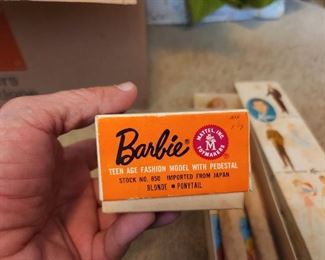 Barbie®
MATTEL, INC.
M
TOYMAKERS
TEEN AGE FASHION MODEL WITH PEDESTAL
STOCK NO. 850 IMPORTED FROM JAPAN
BLONDE • PONYTAIL